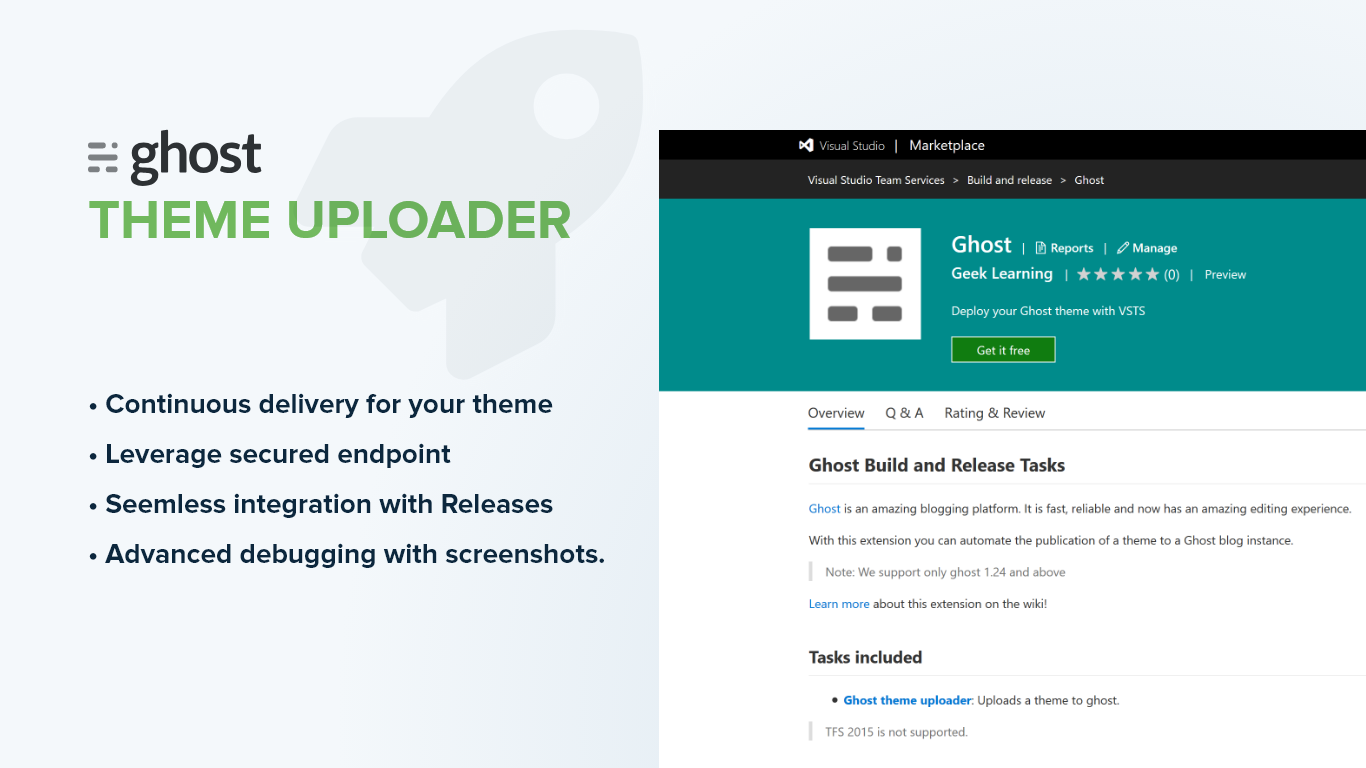 ghost
THEME UPLOADER
• Continuous delivery for your theme
• Leverage secured endpoint
• Seemless integration with Releases
• Advanced debugging with screenshots.
Visual Studio | Marketplace
Visual Studio Team Services > Build and release > Ghost
Ghost | Reports | Manage
Geek Learning | ★★★★★ (0) | Preview
Deploy your Ghost theme with VSTS
Get it free
Overview Q & A Rating & Review
Ghost Build and Release Tasks
Ghost is an amazing blogging platform. It is fast, reliable and now has an amazing editing experience.
With this extension you can automate the publication of a theme to a Ghost blog instance.
Note: We support only ghost 1.24 and above
Learn more about this extension on the wiki!
Tasks included
• Ghost theme uploader: Uploads a theme to ghost.
TFS 2015 is not supported.